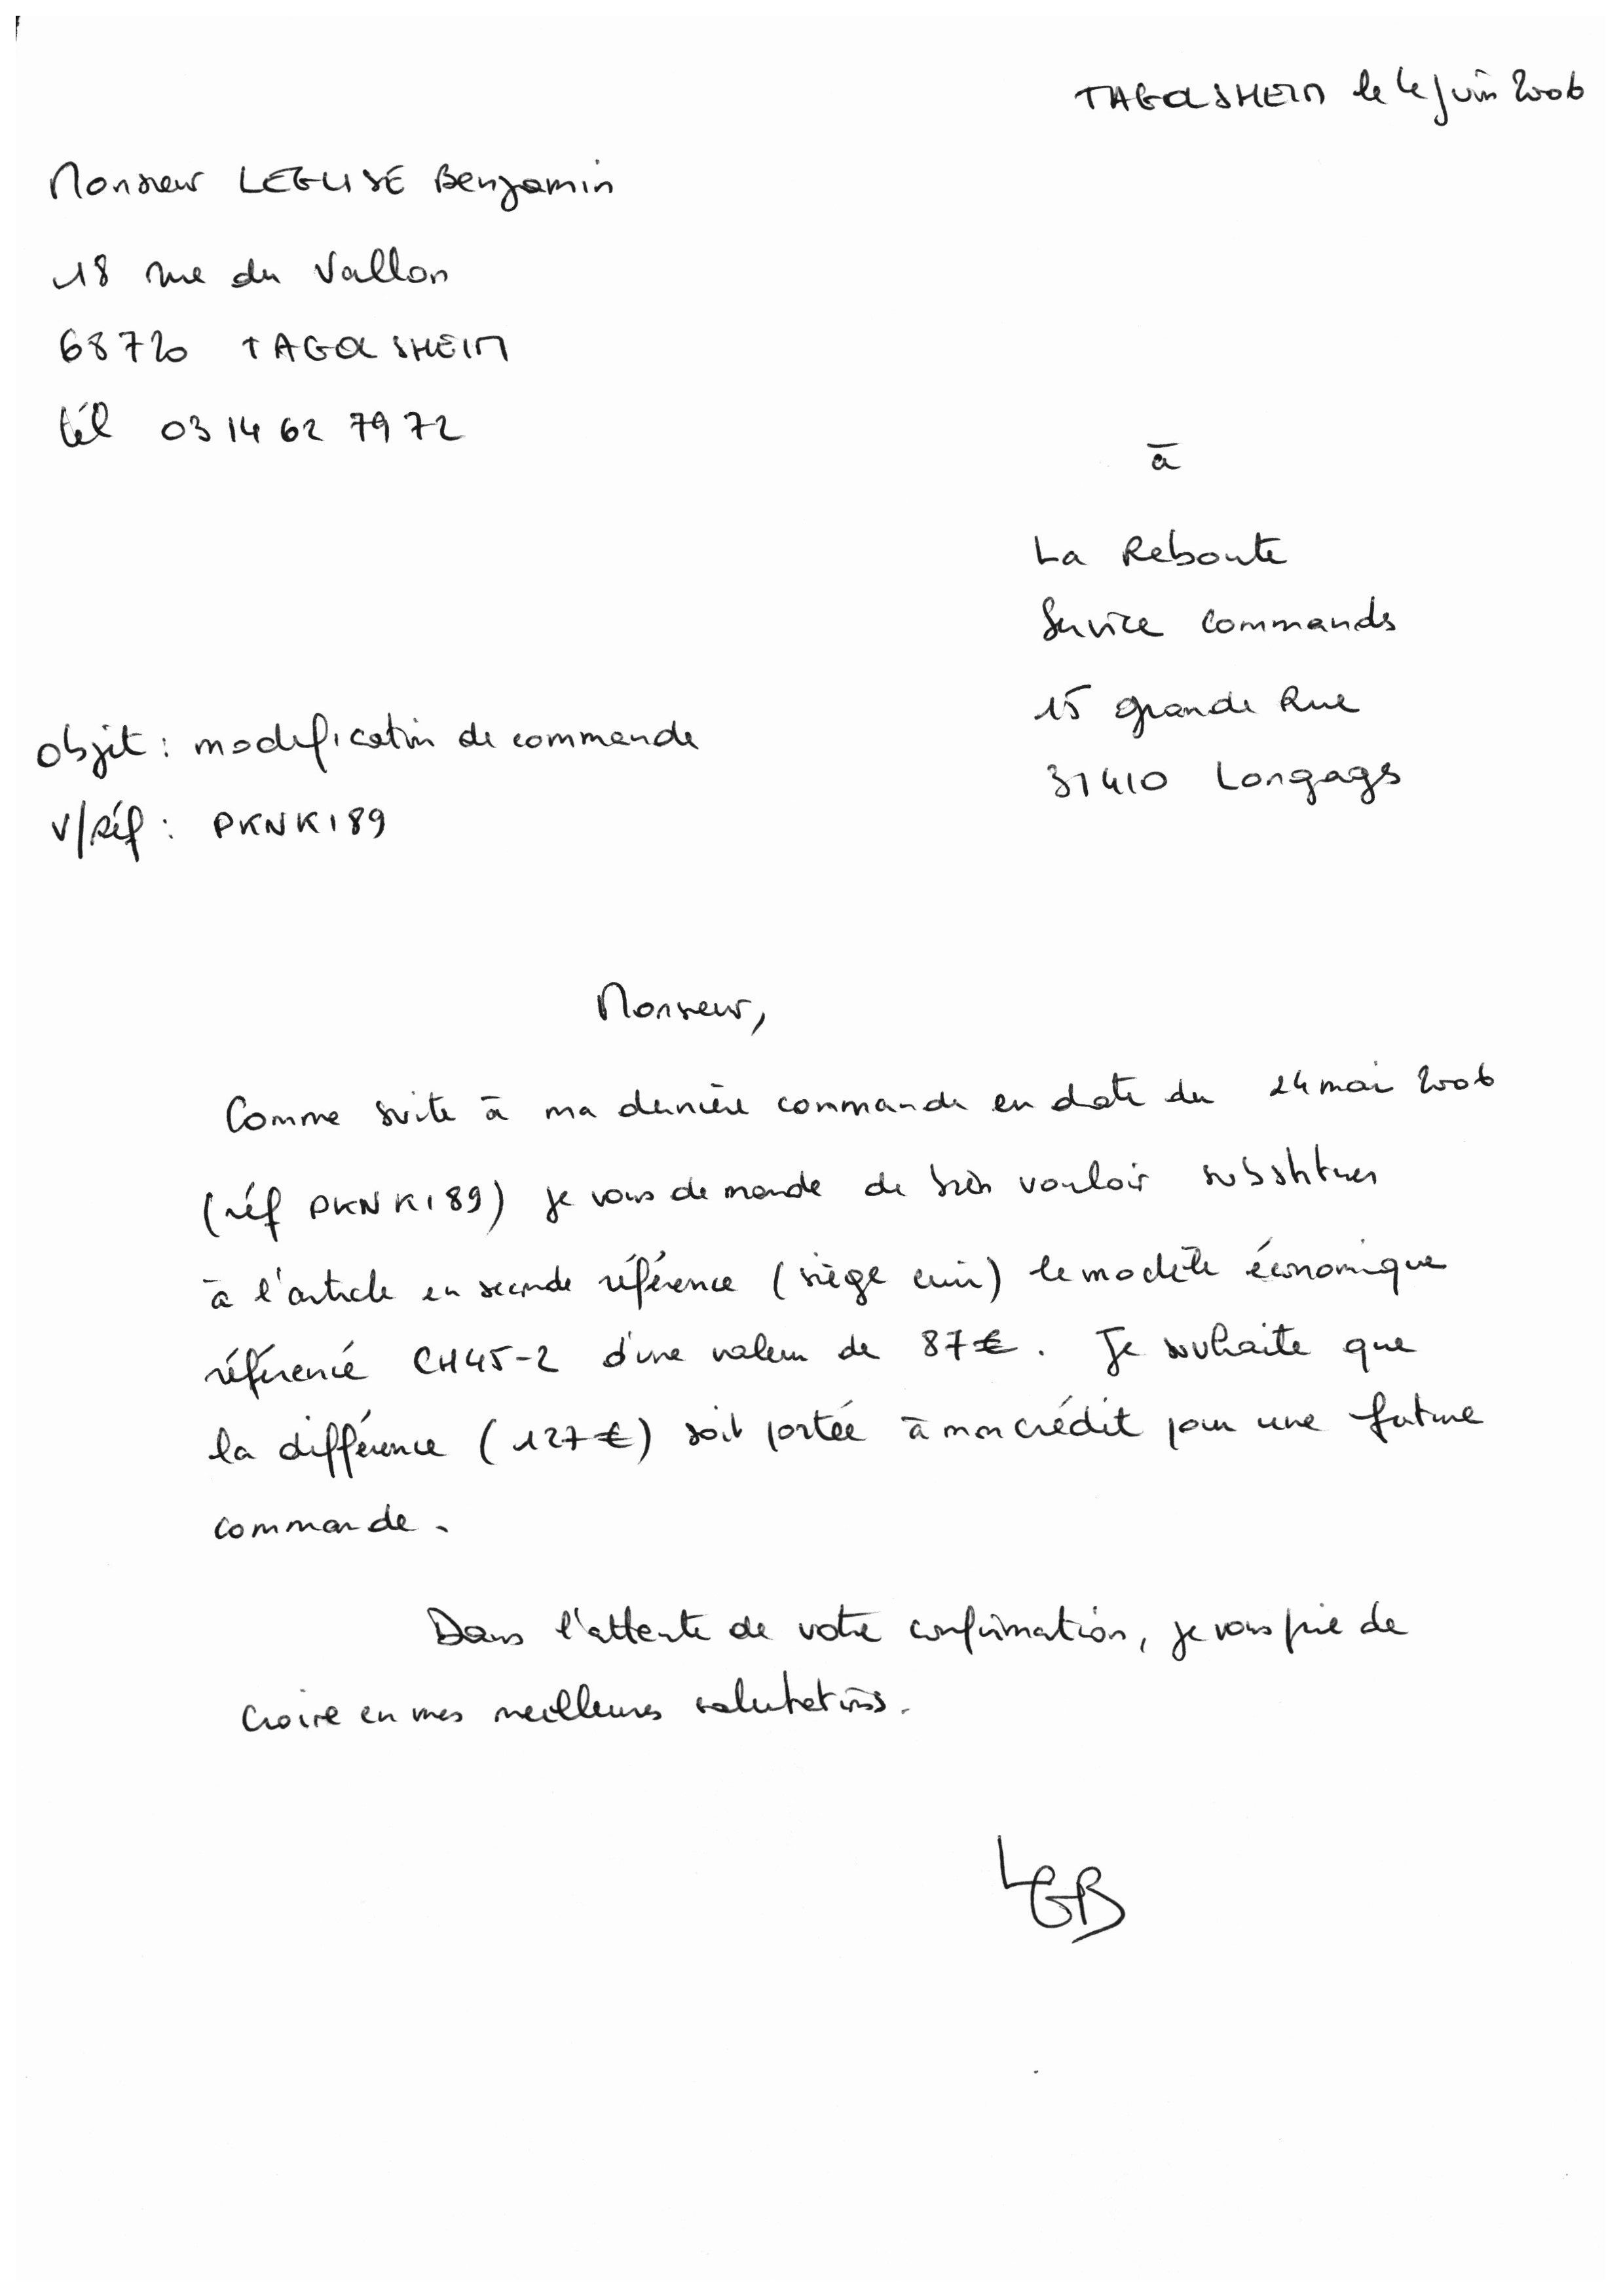 TAGOLSHEIM le 4 juin 2006
Monsieur LEGLISE Benjamin
18 rue du Vallon
68720 TAGOLSHEIM
tél 03 14 62 79 72
à
La Reboute
Service Commandes
15 grande Rue
31410 Longages
Objet : modification de commande
V/Réf : PKNK189
Monsieur,
Comme suite à ma dernière commande en date du 24 mai 2006
(réf PKNK189) je vous demande de bien vouloir substituer
à l'article en seconde référence (siège cuir) le modèle économique
référencé CH45-2 d'une valeur de 87€. Je souhaite que
la différence (127€) soit portée à mon crédit pour une future
commande.
Dans l'attente de votre confirmation, je vous prie de
croire en mes meilleures salutations.
LGB